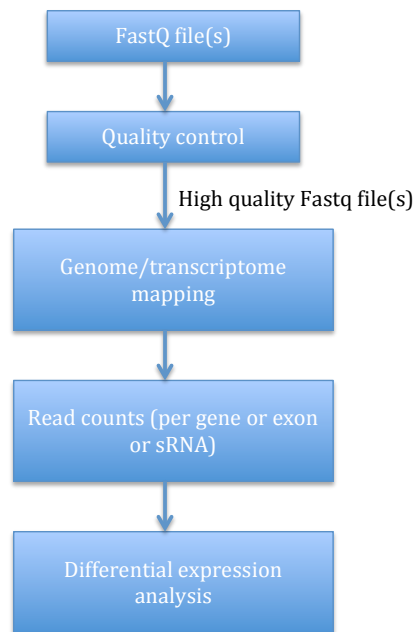 FastQ file(s)
Quality control
High quality Fastq file(s)
Genome/transcriptome
mapping
Read counts (per gene or exon
or sRNA)
Differential expression
analysis